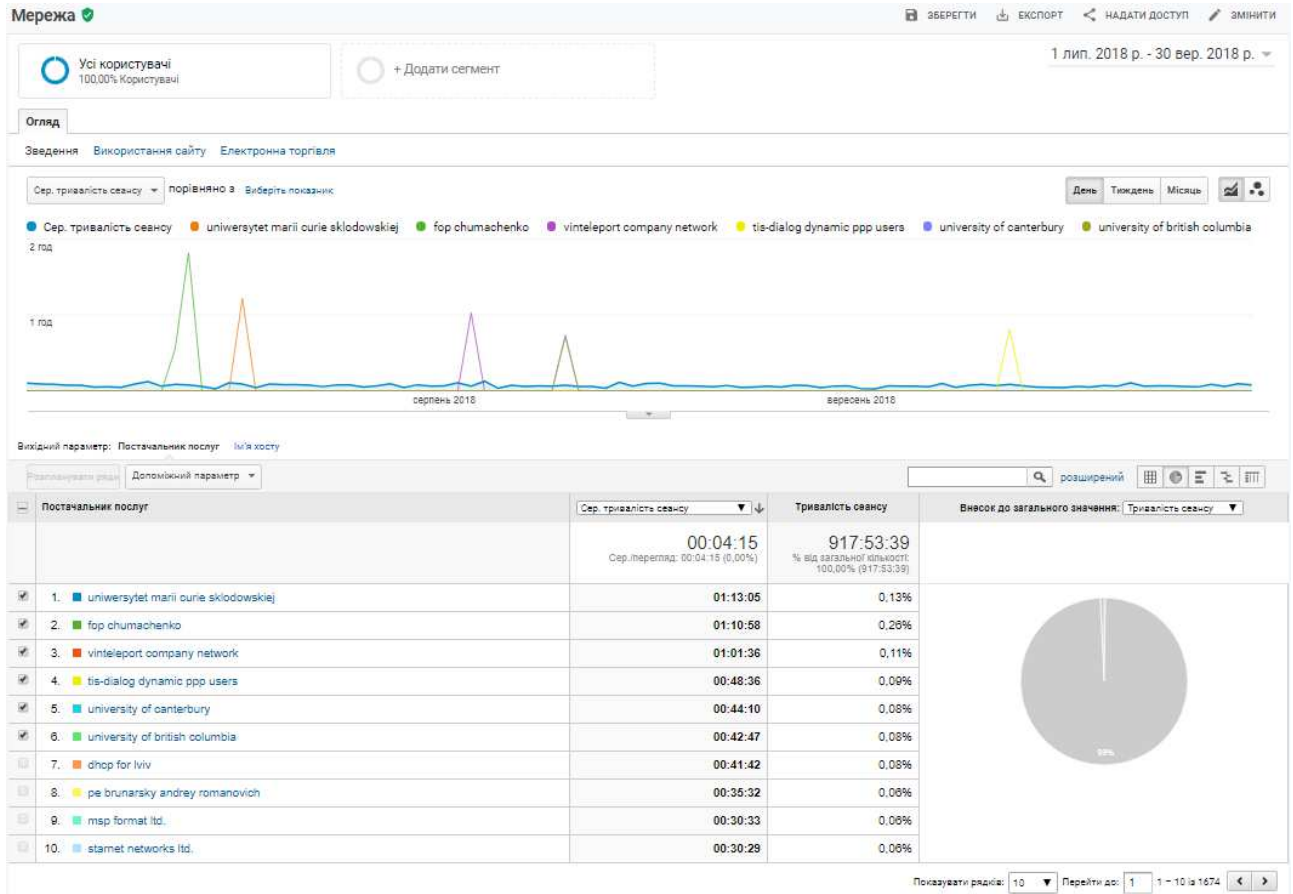 Мережа
ЗБЕРЕГТИ ЕКСПОРТ НАДАТИ ДОСТУП ЗМІНИТИ
Усі користувачі
100,00% Користувачі
+ Додати сегмент
1 лип. 2018 р. - 30 вер. 2018 р.
Огляд
Зведення Використання сайту Електронна торгівля
Сер. тривалість сеансу порівняно з Виберіть показник
День Тиждень Місяць
Сер. тривалість сеансу uniwersytet marii curie sklodowskiej fop chumachenko vinteleport company network tis-dialog dynamic ppp users university of canterbury university of british columbia
2 год
1 год
серпень 2018 вересень 2018
Вихідний параметр: Постачальник послуг Ім'я хосту
Допоміжний параметр розширений
Постачальник послуг Сер. тривалість сеансу Тривалість сеансу Внесок до загального значення: Тривалість сеансу
00:04:15 917:53:39
Сер./перегляд: 00:04:15 (0,00%) % від загальної кількості: 100,00% (917:53:39)
1. uniwersytet marii curie sklodowskiej 01:13:05 0,13%
2. fop chumachenko 01:10:58 0,26%
3. vinteleport company network 01:01:36 0,11%
4. tis-dialog dynamic ppp users 00:48:36 0,09%
5. university of canterbury 00:44:10 0,08%
6. university of british columbia 00:42:47 0,08%
7. dhcp for lviv 00:41:42 0,08%
8. pe brunarsky andrey romanovich 00:35:32 0,06%
9. msp format ltd. 00:30:33 0,06%
10. starnet networks ltd. 00:30:29 0,06%
Показувати рядків: 10 Перейти до: 1 1 – 10 із 1674